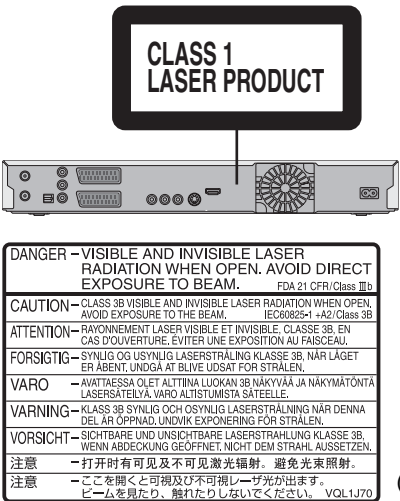 CLASS 1
LASER PRODUCT
DANGER – VISIBLE AND INVISIBLE LASER
RADIATION WHEN OPEN. AVOID DIRECT
EXPOSURE TO BEAM. FDA 21 CFR/Class Ⅲb
CAUTION – CLASS 3B VISIBLE AND INVISIBLE LASER RADIATION WHEN OPEN,
AVOID EXPOSURE TO THE BEAM. IEC60825-1 +A2/Class 3B
ATTENTION – RAYONNEMENT LASER VISIBLE ET INVISIBLE, CLASSE 3B, EN
CAS D'OUVERTURE, ÉVITER UNE EXPOSITION AU FAISCEAU.
FORSIGTIG – SYNLIG OG USYNLIG LASERSTRÅLING KLASSE 3B, NÅR LÅGET
ER ÅBENT, UNDGÅ AT BLIVE UDSAT FOR STRÅLEN.
VARO – AVATTAESSA OLET ALTTIINA LUOKAN 3B NÄKYVÄÄ JA NÄKYMÄTÖNTÄ
LASERSÄTEILYÄ. VARO ALTISTUMISTA SÄTEELLE.
VARNING – KLASS 3B SYNLIG OCH OSYNLIG LASERSTRÅLNING NÄR DENNA
DEL ÄR ÖPPNAD. UNDVIK EXPONERING FÖR STRÅLEN.
VORSICHT – SICHTBARE UND UNSICHTBARE LASERSTRAHLUNG KLASSE 3B,
WENN ABDECKUNG GEÖFFNET. NICHT DEM STRAHL AUSSETZEN.
注意 – 打开时有可见及不可见激光辐射。避免光束照射。
注意 – ここを開くと可視及び不可視レーザ光が出ます。
ビームを見たり、触れたりしないでください。 VQL1J70